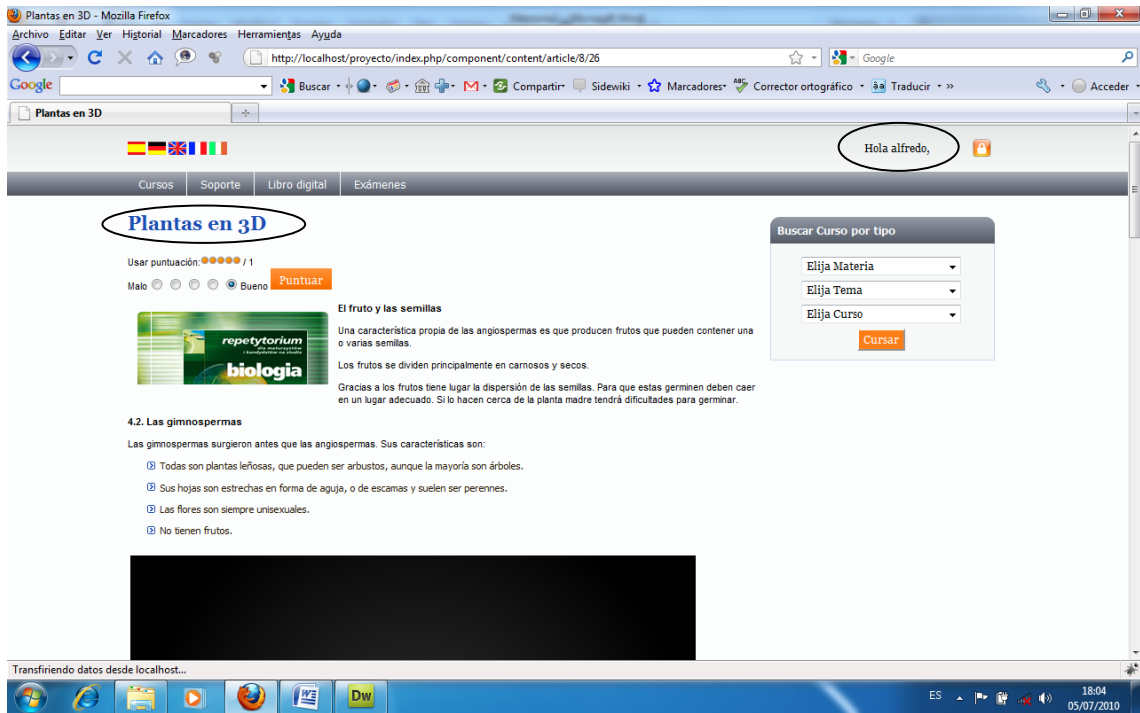 Plantas en 3D - Mozilla Firefox
Archivo Editar Ver Historial Marcadores Herramientas Ayuda
http://localhost/proyecto/index.php/component/content/article/8/26
Google
Google Buscar Compartir Sidewiki Marcadores Corrector ortográfico Traducir » Acceder
Plantas en 3D
Hola alfredo,
Cursos Soporte Libro digital Exámenes
Plantas en 3D
Buscar Curso por tipo
Usar puntuación: / 1
Malo Bueno Puntuar
Elija Materia
Elija Tema
Elija Curso
Cursar
repetytorium
dla maturzystów
i kandydatów na studia
biologia
El fruto y las semillas
Una característica propia de las angiospermas es que producen frutos que pueden contener una
o varias semillas.
Los frutos se dividen principalmente en carnosos y secos.
Gracias a los frutos tiene lugar la dispersión de las semillas. Para que estas germinen deben caer
en un lugar adecuado. Si lo hacen cerca de la planta madre tendrá dificultades para germinar.
4.2. Las gimnospermas
Las gimnospermas surgieron antes que las angiospermas. Sus características son:
Todas son plantas leñosas, que pueden ser arbustos, aunque la mayoría son árboles.
Sus hojas son estrechas en forma de aguja, o de escamas y suelen ser perennes.
Las flores son siempre unisexuales.
No tienen frutos.
Transfiriendo datos desde localhost...
Dw
ES
18:04
05/07/2010